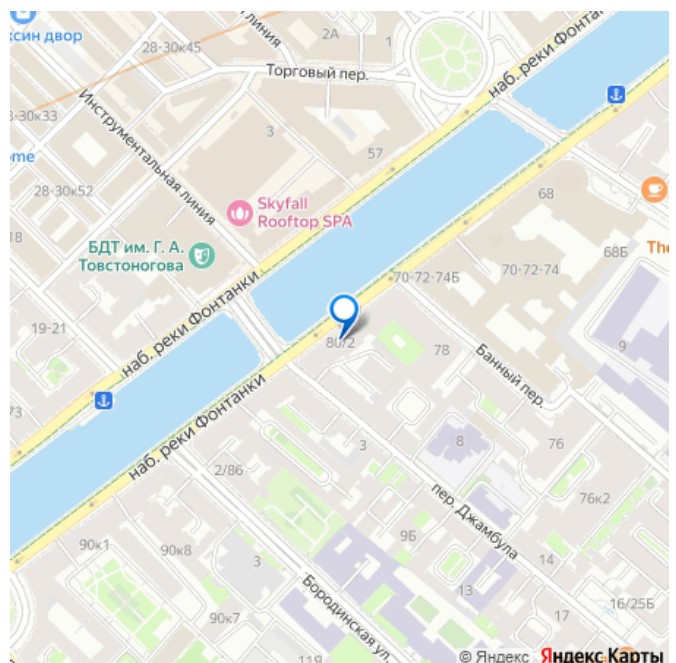 ксин двор
28-30к45
линия
2А
1
Торговый пер.
наб. реки Фонтанки
8-30к33
Инструментальная линия
3
57
ome
28-30к52
68
18
Skyfall
Rooftop SPA
The
БДТ им. Г. А.
Товстоногова
68Б
70-72-74Б
70-72-74
19-21
наб. реки Фонтанки
80/2
78
9
Банный пер.
73
наб. реки Фонтанки
3
8
76
2/86
пер. Джамбула
76к2
90к1
90к8
3
9Б
14
13
16/25Б
Бородинская ул.
90к7
17
11Я
© Яндекс Яндекс Карты